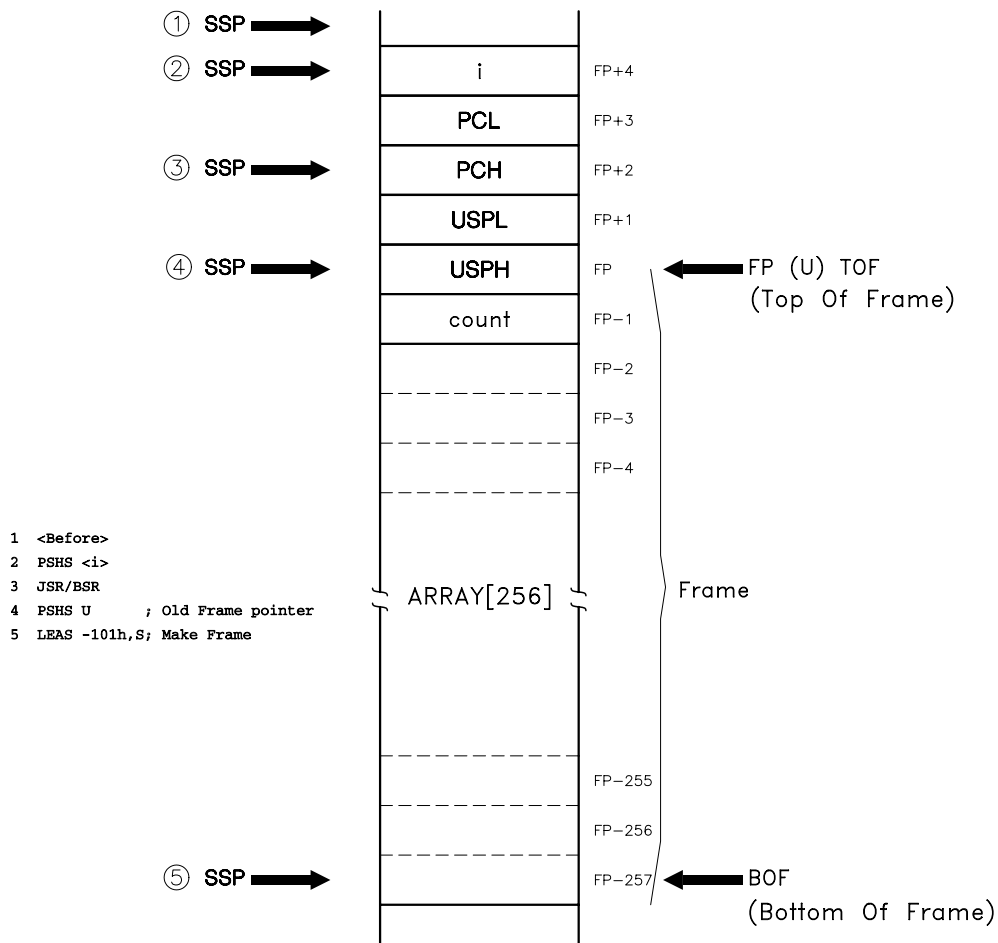 ① SSP
② SSP
i
FP+4
PCL
FP+3
③ SSP
PCH
FP+2
USPL
FP+1
④ SSP
USPH
FP
FP (U) TOF
(Top Of Frame)
count
FP-1
FP-2
FP-3
FP-4
1 <Before>
2 PSHS <i>
3 JSR/BSR
4 PSHS U ; Old Frame pointer
5 LEAS -101h,S; Make Frame
ARRAY[256]
Frame
FP-255
FP-256
⑤ SSP
FP-257
BOF
(Bottom Of Frame)